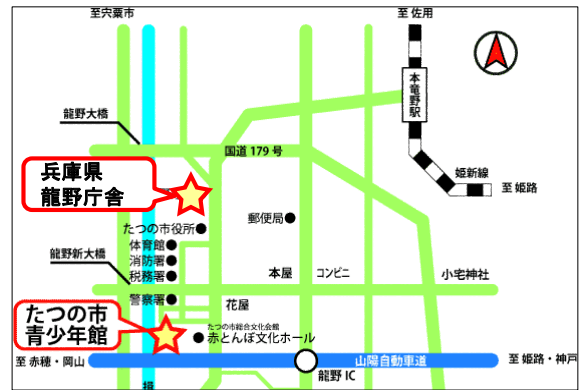 至宍粟市
至 佐用
本竜野駅
龍野大橋
国道 179 号
姫新線
至 姫路
兵庫県
龍野庁舎
郵便局
たつの市役所
体育館
消防署
税務署
龍野新大橋
本屋
コンビニ
小宅神社
警察署
花屋
たつの市
青少年館
たつの市総合文化会館
赤とんぼ文化ホール
至 赤穂・岡山
山陽自動車道
至 姫路・神戸
龍野 IC
揖